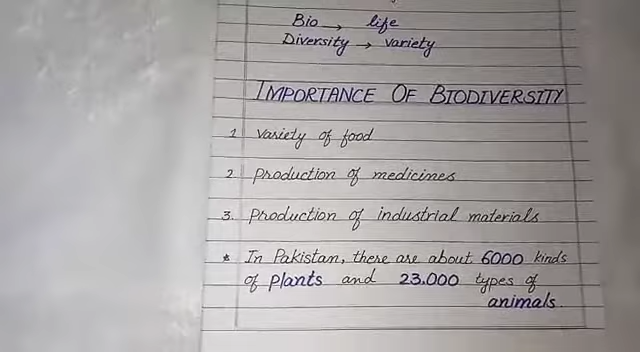 Bio → life
Diversity → variety
IMPORTANCE OF BIODIVERSITY
1 Variety of food
2 Production of medicines
3. Production of industrial materials
* In Pakistan, there are about 6000 kinds
of plants and 23.000 types of
animals.